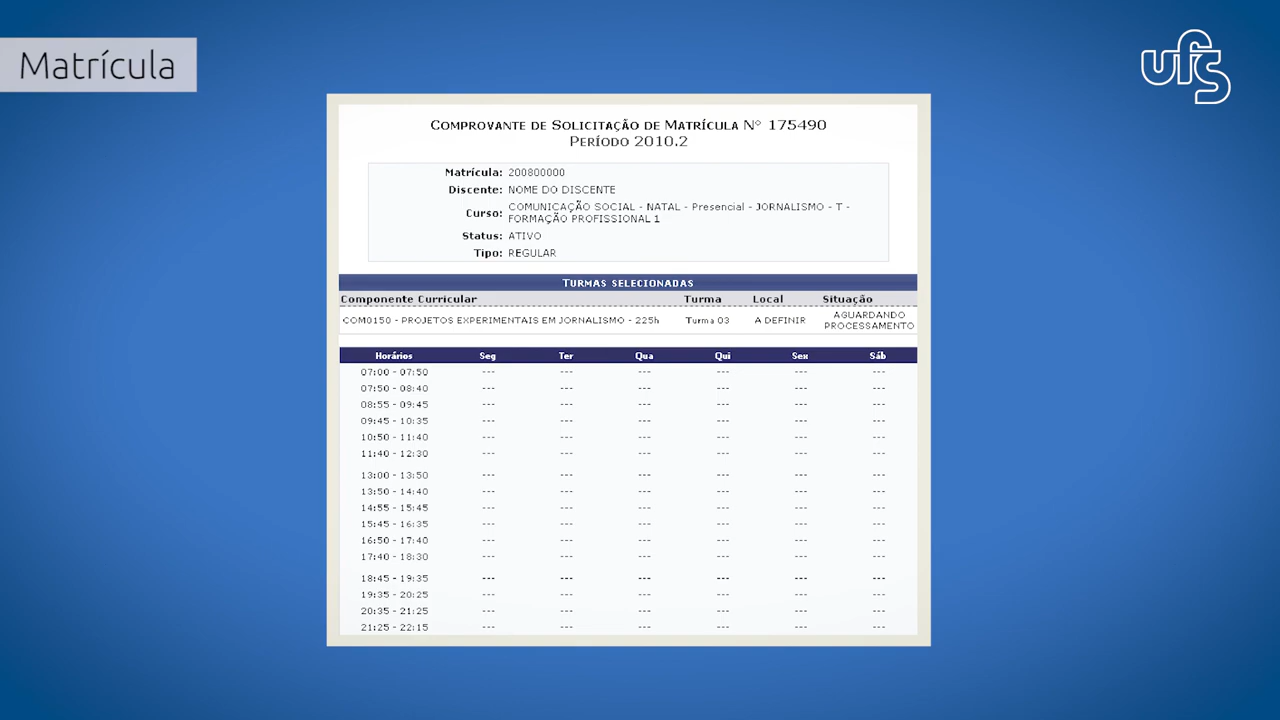 Matrícula
ufs
COMPROVANTE DE SOLICITAÇÃO DE MATRÍCULA Nº 175490
PERÍODO 2010.2
Matrícula: 200800000
Discente: NOME DO DISCENTE
Curso: COMUNICAÇÃO SOCIAL - NATAL - Presencial - JORNALISMO - T -
FORMAÇÃO PROFISSIONAL 1
Status: ATIVO
Tipo: REGULAR
TURMAS SELECIONADAS
Componente Curricular Turma Local Situação
COM0150 - PROJETOS EXPERIMENTAIS EM JORNALISMO - 225h Turma 03 A DEFINIR AGUARDANDO
PROCESSAMENTO
Horários Seg Ter Qua Qui Sex Sáb
07:00 - 07:50 --- --- --- --- --- ---
07:50 - 08:40 --- --- --- --- --- ---
08:55 - 09:45 --- --- --- --- --- ---
09:45 - 10:35 --- --- --- --- --- ---
10:50 - 11:40 --- --- --- --- --- ---
11:40 - 12:30 --- --- --- --- --- ---
13:00 - 13:50 --- --- --- --- --- ---
13:50 - 14:40 --- --- --- --- --- ---
14:55 - 15:45 --- --- --- --- --- ---
15:45 - 16:35 --- --- --- --- --- ---
16:50 - 17:40 --- --- --- --- --- ---
17:40 - 18:30 --- --- --- --- --- ---
18:45 - 19:35 --- --- --- --- --- ---
19:35 - 20:25 --- --- --- --- --- ---
20:35 - 21:25 --- --- --- --- --- ---
21:25 - 22:15 --- --- --- --- --- ---